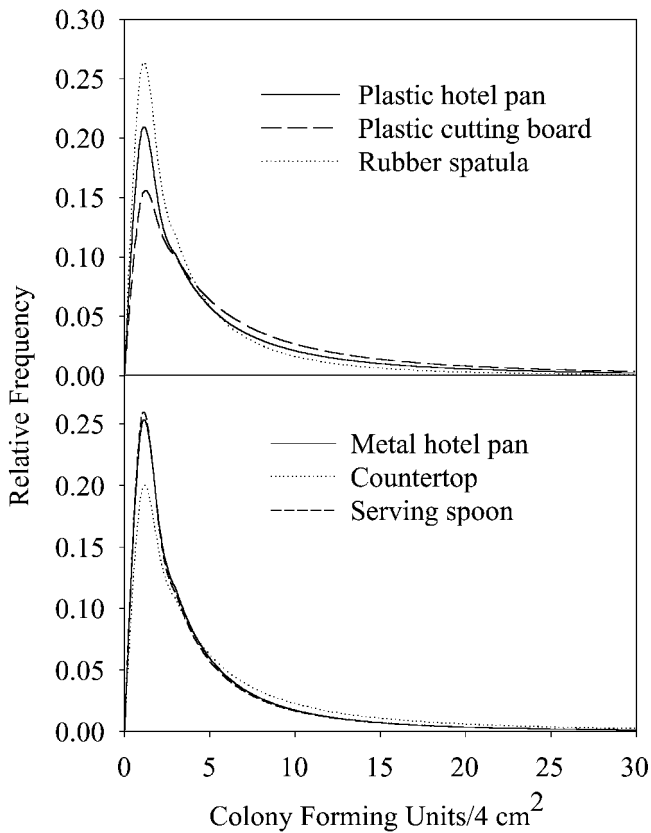 0.30
0.25
0.20
0.15
0.10
0.05
0.00
Plastic hotel pan
Plastic cutting board
Rubber spatula
Relative Frequency
0.25
0.20
0.15
0.10
0.05
0.00
Metal hotel pan
Countertop
Serving spoon
0 5 10 15 20 25 30
Colony Forming Units/4 cm²